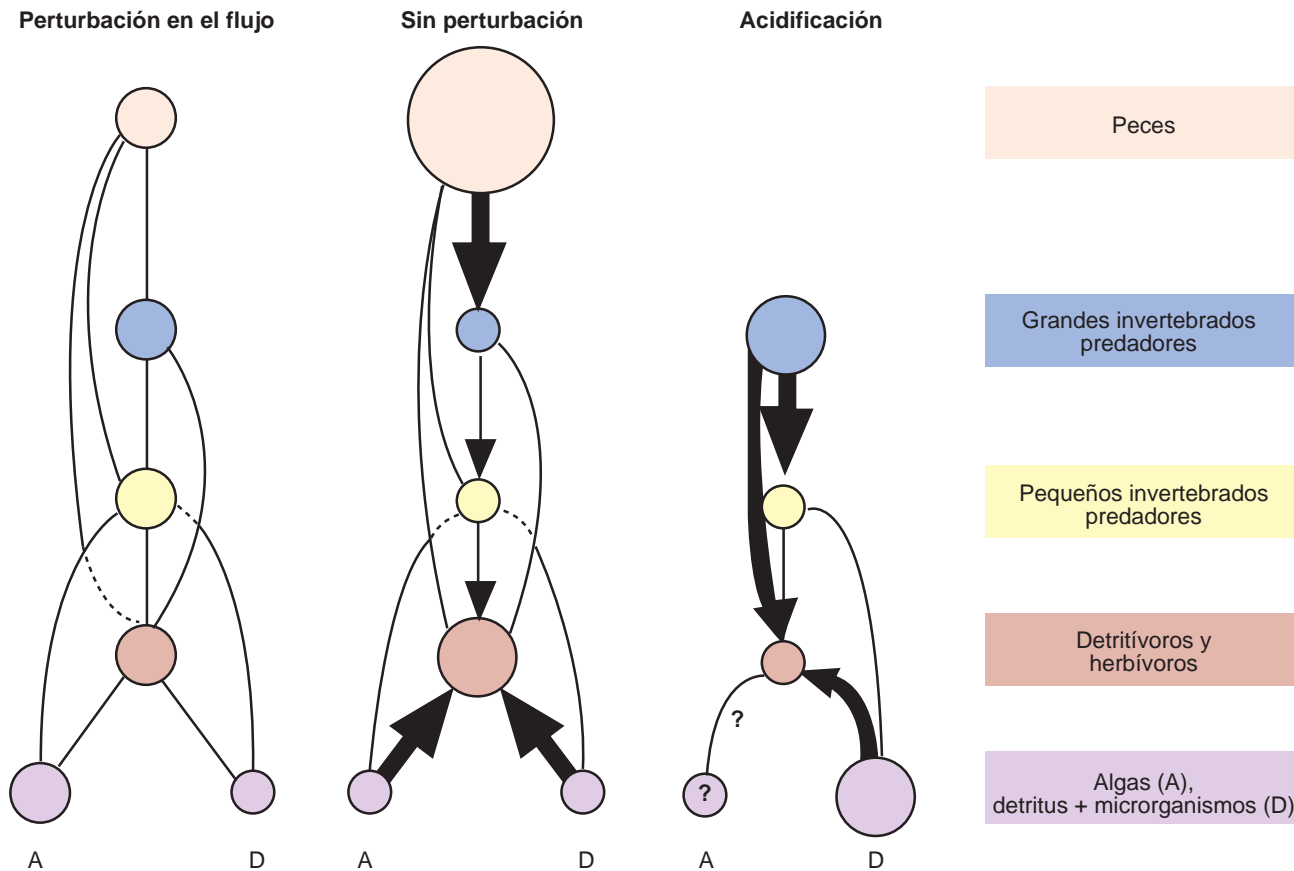 Perturbación en el flujo
Sin perturbación
Acidificación
Peces
Grandes invertebrados
predadores
Pequeños invertebrados
predadores
Detritívoros y
herbívoros
?
?
Algas (A),
detritus + microrganismos (D)
A
D
A
D
A
D